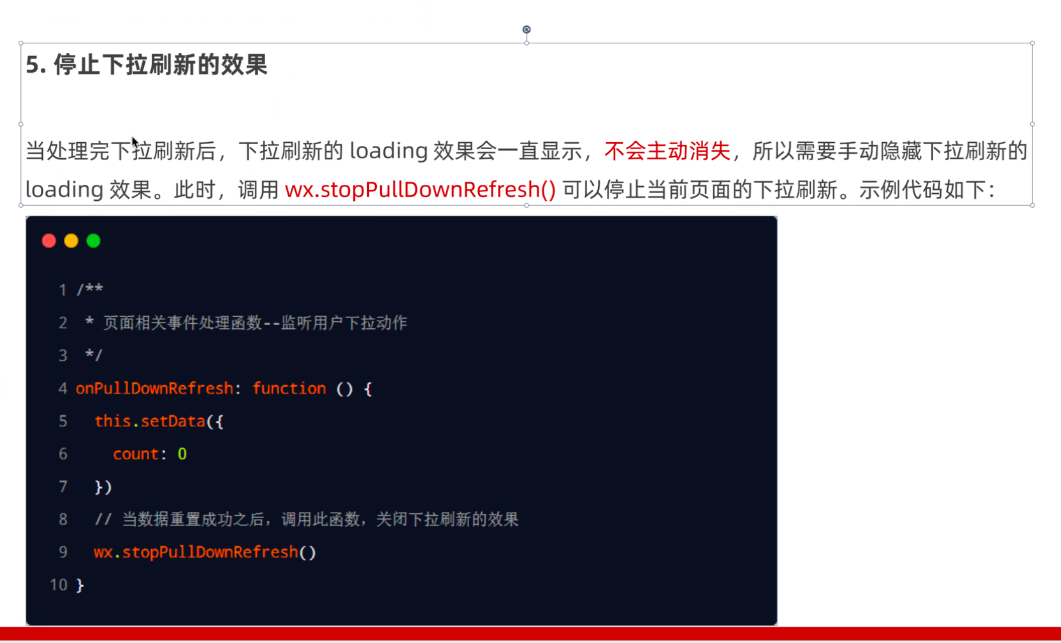 5. 停止下拉刷新的效果
当处理完下拉刷新后，下拉刷新的 loading 效果会一直显示，不会主动消失，所以需要手动隐藏下拉刷新的
loading 效果。此时，调用 wx.stopPullDownRefresh() 可以停止当前页面的下拉刷新。示例代码如下：
1 /**
2  * 页面相关事件处理函数--监听用户下拉动作
3  */
4 onPullDownRefresh: function () {
5   this.setData({
6     count: 0
7   })
8   // 当数据重置成功之后，调用此函数，关闭下拉刷新的效果
9   wx.stopPullDownRefresh()
10 }